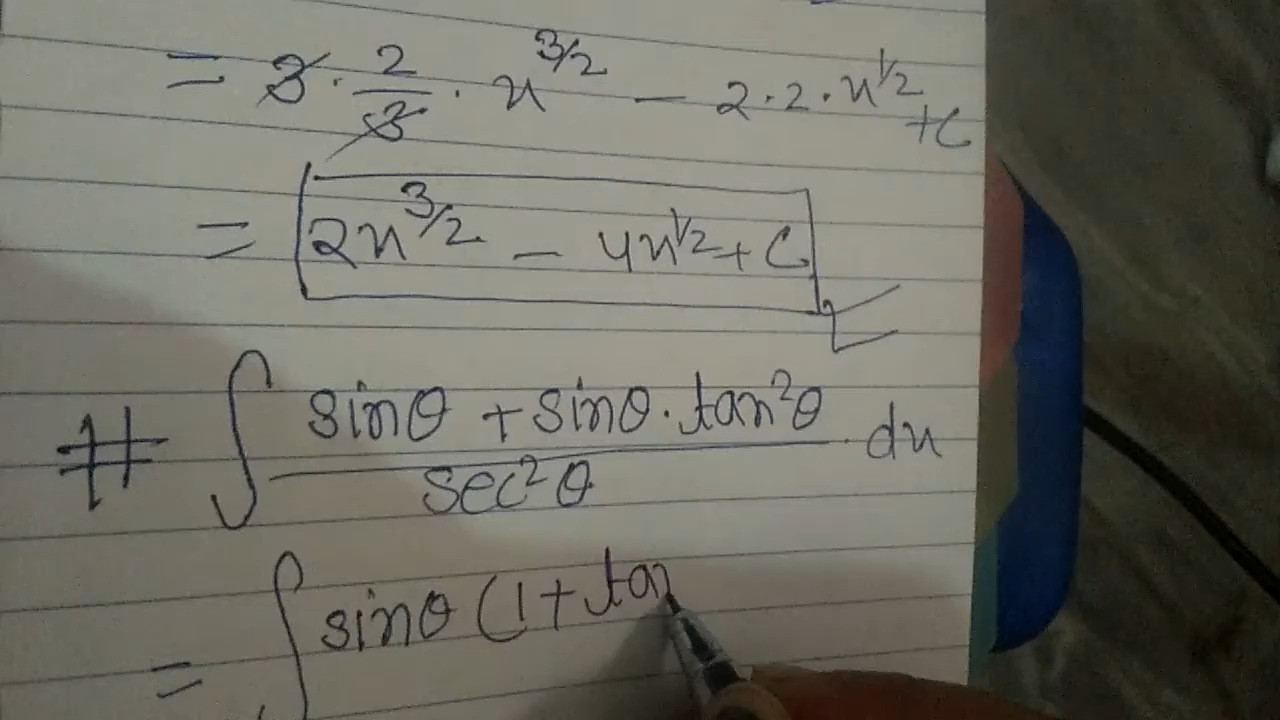 = 3 · 2/3 · x^3/2 - 2·2·x^1/2 + C
= 2x^3/2 - 4x^1/2 + C
# ∫ sinθ + sinθ · tan²θ / sec²θ · dx
= ∫ sinθ (1 + tan